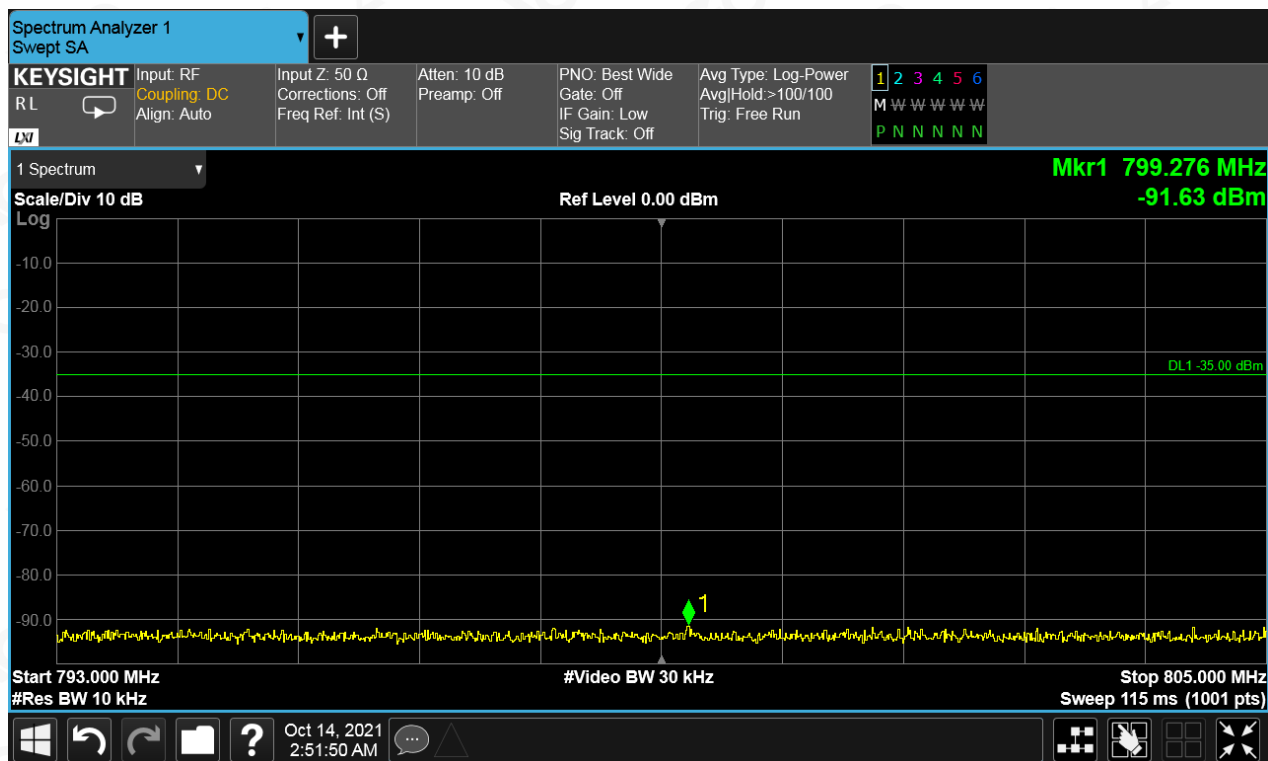 Spectrum Analyzer 1
Swept SA
KEYSIGHT
RL
LXI
Input: RF
Coupling: DC
Align: Auto
Input Z: 50 Ω
Corrections: Off
Freq Ref: Int (S)
Atten: 10 dB
Preamp: Off
PNO: Best Wide
Gate: Off
IF Gain: Low
Sig Track: Off
Avg Type: Log-Power
Avg|Hold:>100/100
Trig: Free Run
1 2 3 4 5 6
M W W W W W
P N N N N N
1 Spectrum
Mkr1 799.276 MHz
-91.63 dBm
Scale/Div 10 dB
Ref Level 0.00 dBm
Log
-10.0
-20.0
-30.0
DL1 -35.00 dBm
-40.0
-50.0
-60.0
-70.0
-80.0
1
-90.0
Start 793.000 MHz
#Video BW 30 kHz
Stop 805.000 MHz
#Res BW 10 kHz
Sweep 115 ms (1001 pts)
?
Oct 14, 2021
2:51:50 AM